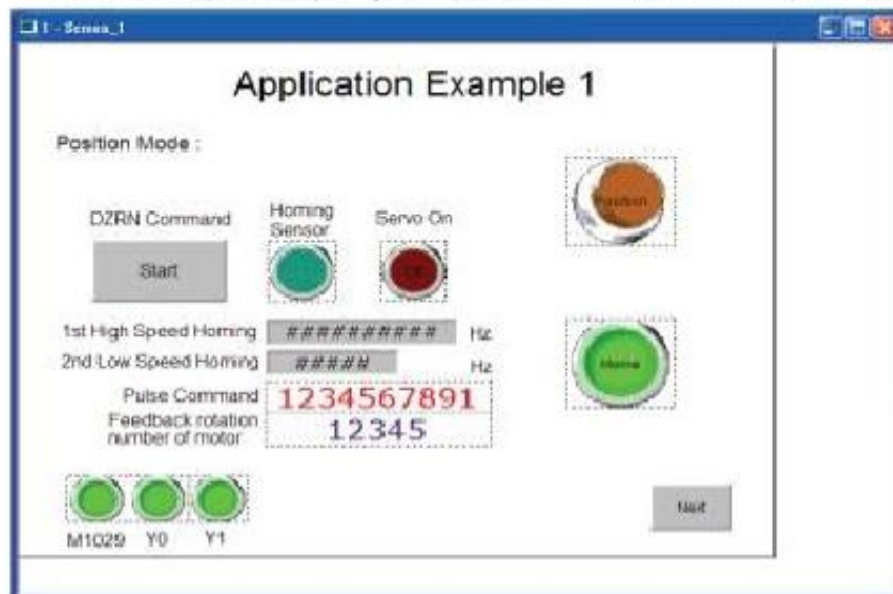 1 - Screen_1
Application Example 1
Position Mode :
DZRN Command
Homing
Sensor
Servo On
Position
Start
1st High Speed Homing ########## Hz
2nd Low Speed Homing ##### Hz
Home
Pulse Command 1234567891
Feedback rotation
number of motor 12345
Next
M1029 Y0 Y1